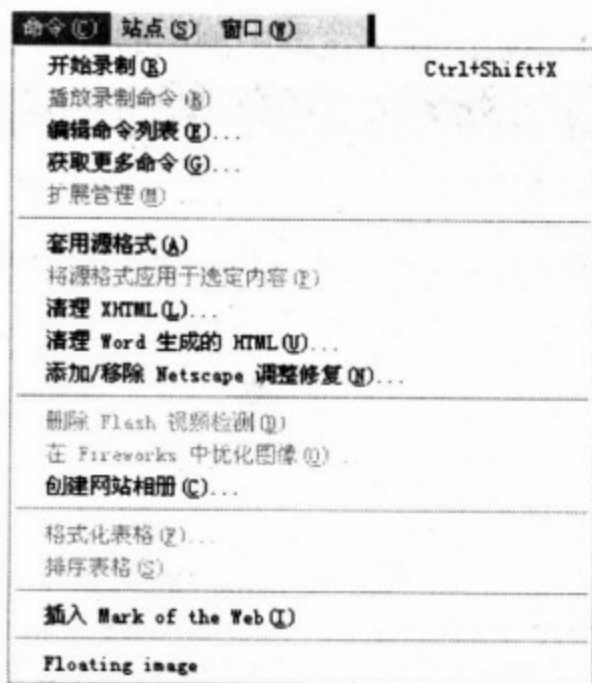 命令(C) 站点(S) 窗口(W)
开始录制(R) Ctrl+Shift+X
播放录制命令(R)
编辑命令列表(E)...
获取更多命令(G)...
扩展管理(M)...
套用源格式(A)
将源格式应用于选定内容(F)
清理 XHTML(L)...
清理 Word 生成的 HTML(U)...
添加/移除 Netscape 调整修复(N)...
删除 Flash 视频检测(D)
在 Fireworks 中优化图像(O)...
创建网站相册(C)...
格式化表格(F)...
排序表格(S)...
插入 Mark of the Web(I)
Floating image